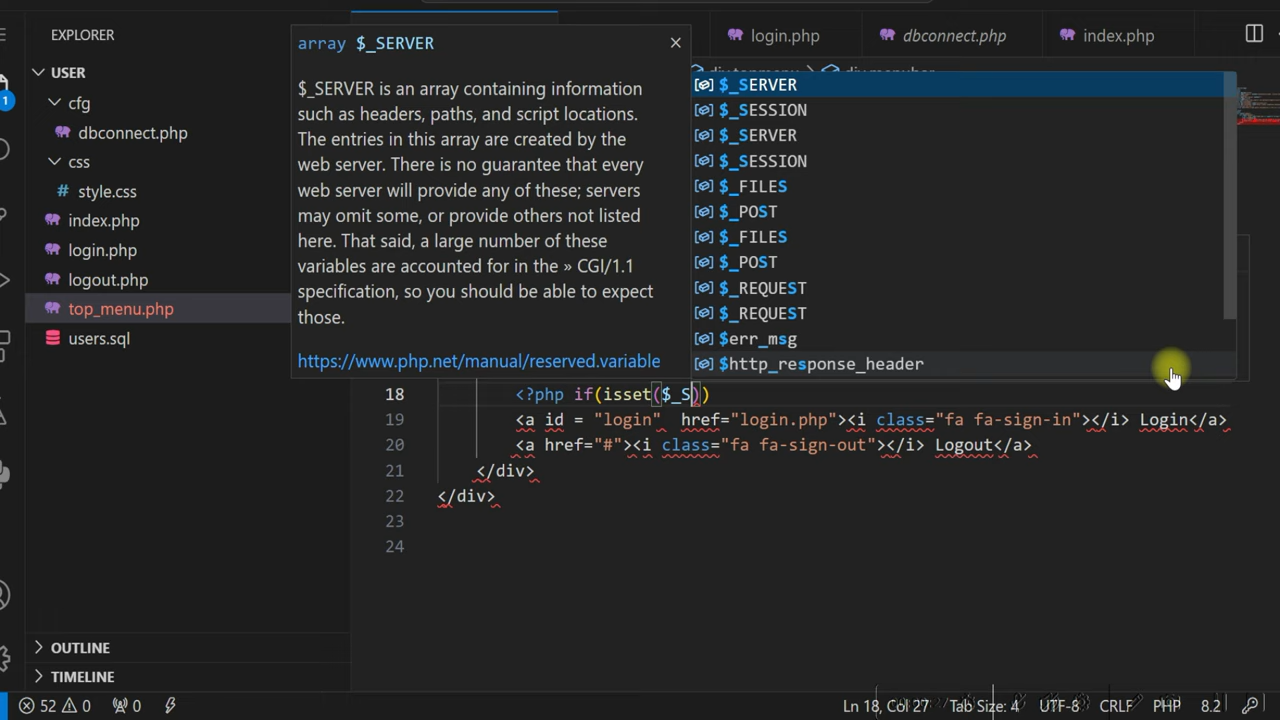 EXPLORER
USER
cfg
dbconnect.php
css
style.css
index.php
login.php
logout.php
top_menu.php
users.sql
OUTLINE
TIMELINE
1
login.php
dbconnect.php
index.php
array $_SERVER
$_SERVER is an array containing information
such as headers, paths, and script locations.
The entries in this array are created by the
web server. There is no guarantee that every
web server will provide any of these; servers
may omit some, or provide others not listed
here. That said, a large number of these
variables are accounted for in the » CGI/1.1
specification, so you should be able to expect
those.
https://www.php.net/manual/reserved.variable
$_SERVER
$_SESSION
$_SERVER
$_SESSION
$_FILES
$_POST
$_FILES
$_POST
$_REQUEST
$_REQUEST
$err_msg
$http_response_header
18 <?php if(isset($_S))
19 <a id = "login" href="login.php"><i class="fa fa-sign-in"></i> Login</a>
20 <a href="#"><i class="fa fa-sign-out"></i> Logout</a>
21 </div>
22 </div>
23
24
52 0 0 Ln 18, Col 27 Tab Size: 4 UTF-8 CRLF PHP 8.2